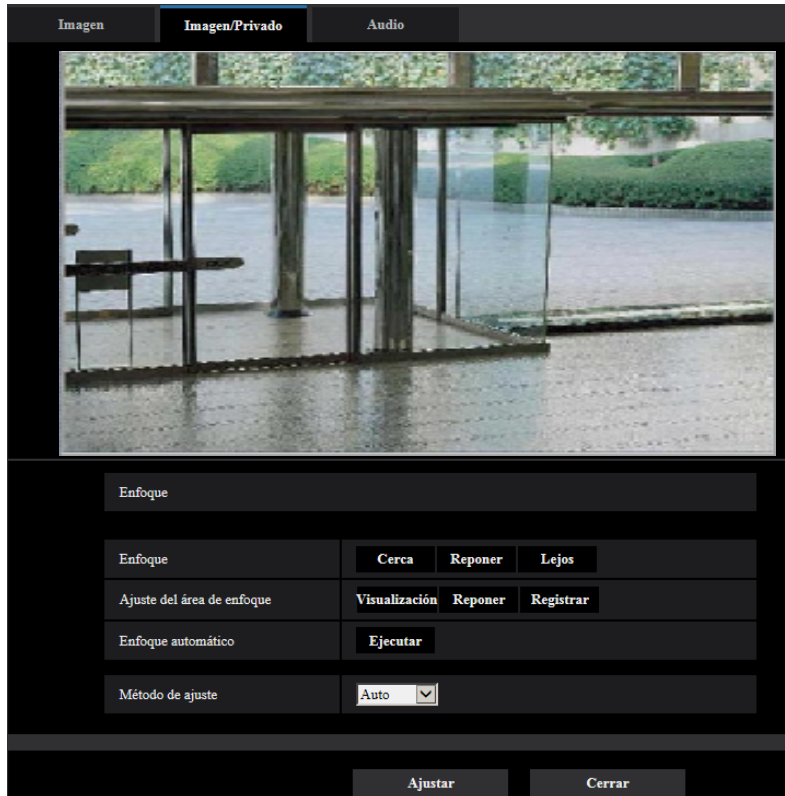 Imagen Imagen/Privado Audio
Enfoque
Enfoque Cerca Reponer Lejos
Ajuste del área de enfoque Visualización Reponer Registrar
Enfoque automático Ejecutar
Método de ajuste Auto
Ajustar Cerrar